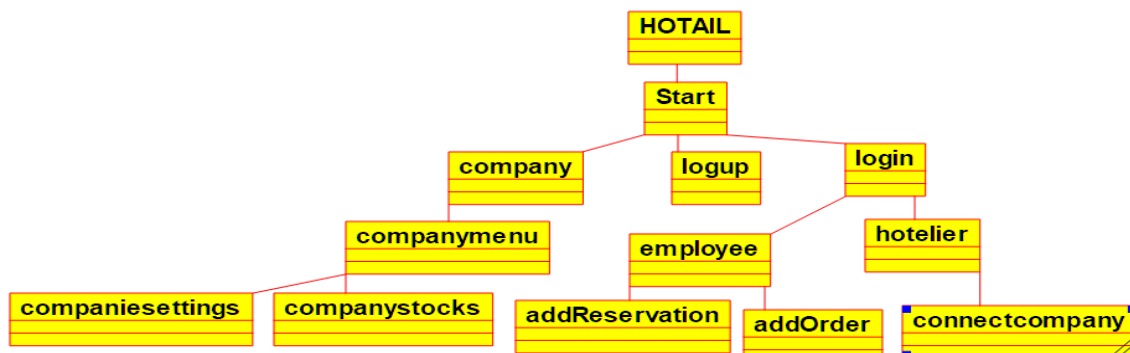 HOTAIL
Start
company
logup
login
companymenu
employee
hotelier
companiesettings
companystocks
addReservation
addOrder
connectcompany